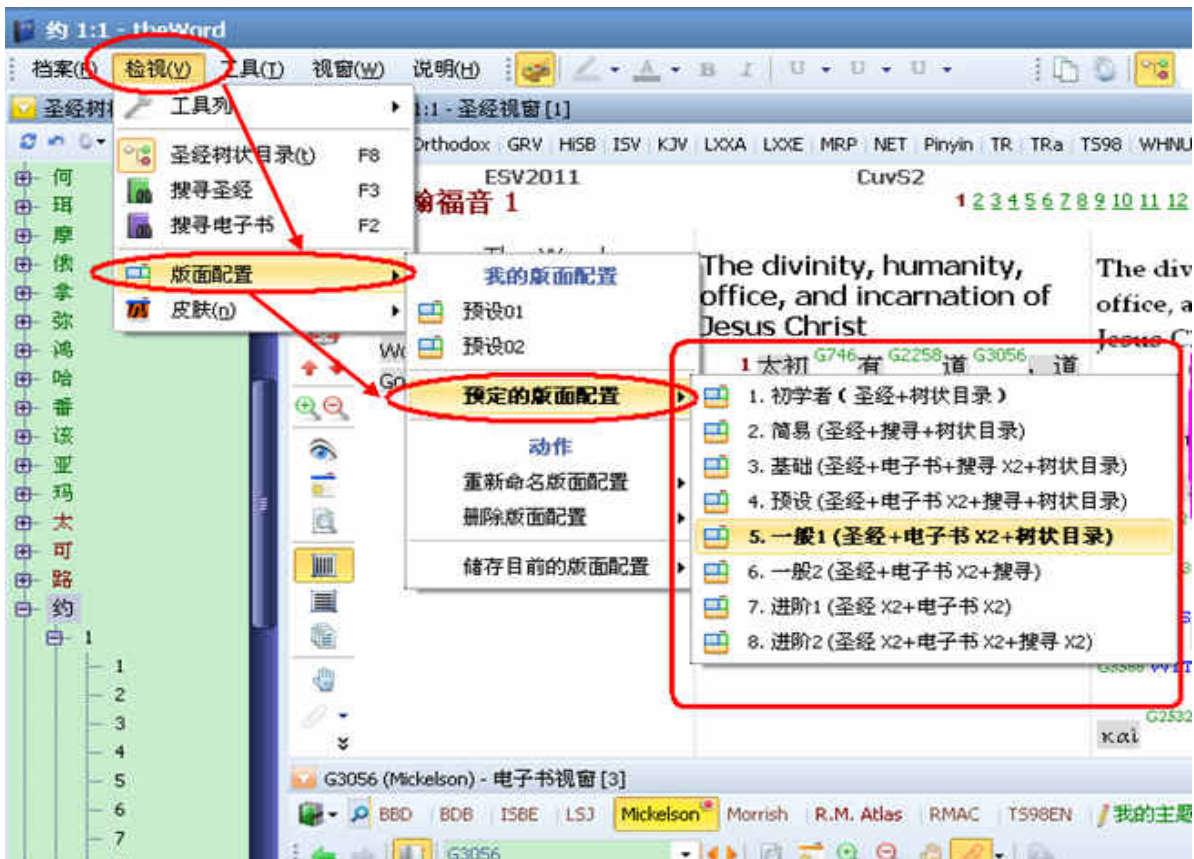 约 1:1 - theWord
档案(F) 检视(V) 工具(T) 视窗(W) 说明(H) B I U U U
圣经树 1:1 - 圣经视窗 [1]
工具列
Orthodox GRV HiSB ISV KJV LXXA LXXE MRP NET Pinyin TR TRa TS98 WHNU
圣经树状目录(t) F8
搜寻圣经 F3
搜寻电子书 F2
版面配置
皮肤(n)
ESV2011 CuvS2
翰福音 1 1 2 3 4 5 6 7 8 9 10 11 12
The divinity, humanity,
office, and incarnation of
Jesus Christ
The div
office, a
Jesus C
1 太初 G746 有 G2258 道 G3056 , 道
我的版面配置
预设01
预设02
预定的版面配置
动作
重新命名版面配置
册除版面配置
储存目前的版面配置
1. 初学者 ( 圣经+树状目录 )
2. 简易 (圣经+搜寻+树状目录)
3. 基础 (圣经+电子书+搜寻 X2+树状目录)
4. 预设 (圣经+电子书 X2+搜寻+树状目录)
5. 一般1 (圣经+电子书 X2+树状目录)
6. 一般2 (圣经+电子书 X2+搜寻)
7. 进阶1 (圣经 X2+电子书 X2)
8. 进阶2 (圣经 X2+电子书 X2+搜寻 X2)
G2532
καὶ
何
珥
摩
俄
拿
弥
鸿
哈
番
该
亚
玛
太
可
路
约
1
1
2
3
4
5
6
7
G3056 (Mickelson) - 电子书视窗 [3]
BBD BDB ISBE LSJ Mickelson Morrish R.M. Atlas RMAC TS98EN 我的主题
G3056